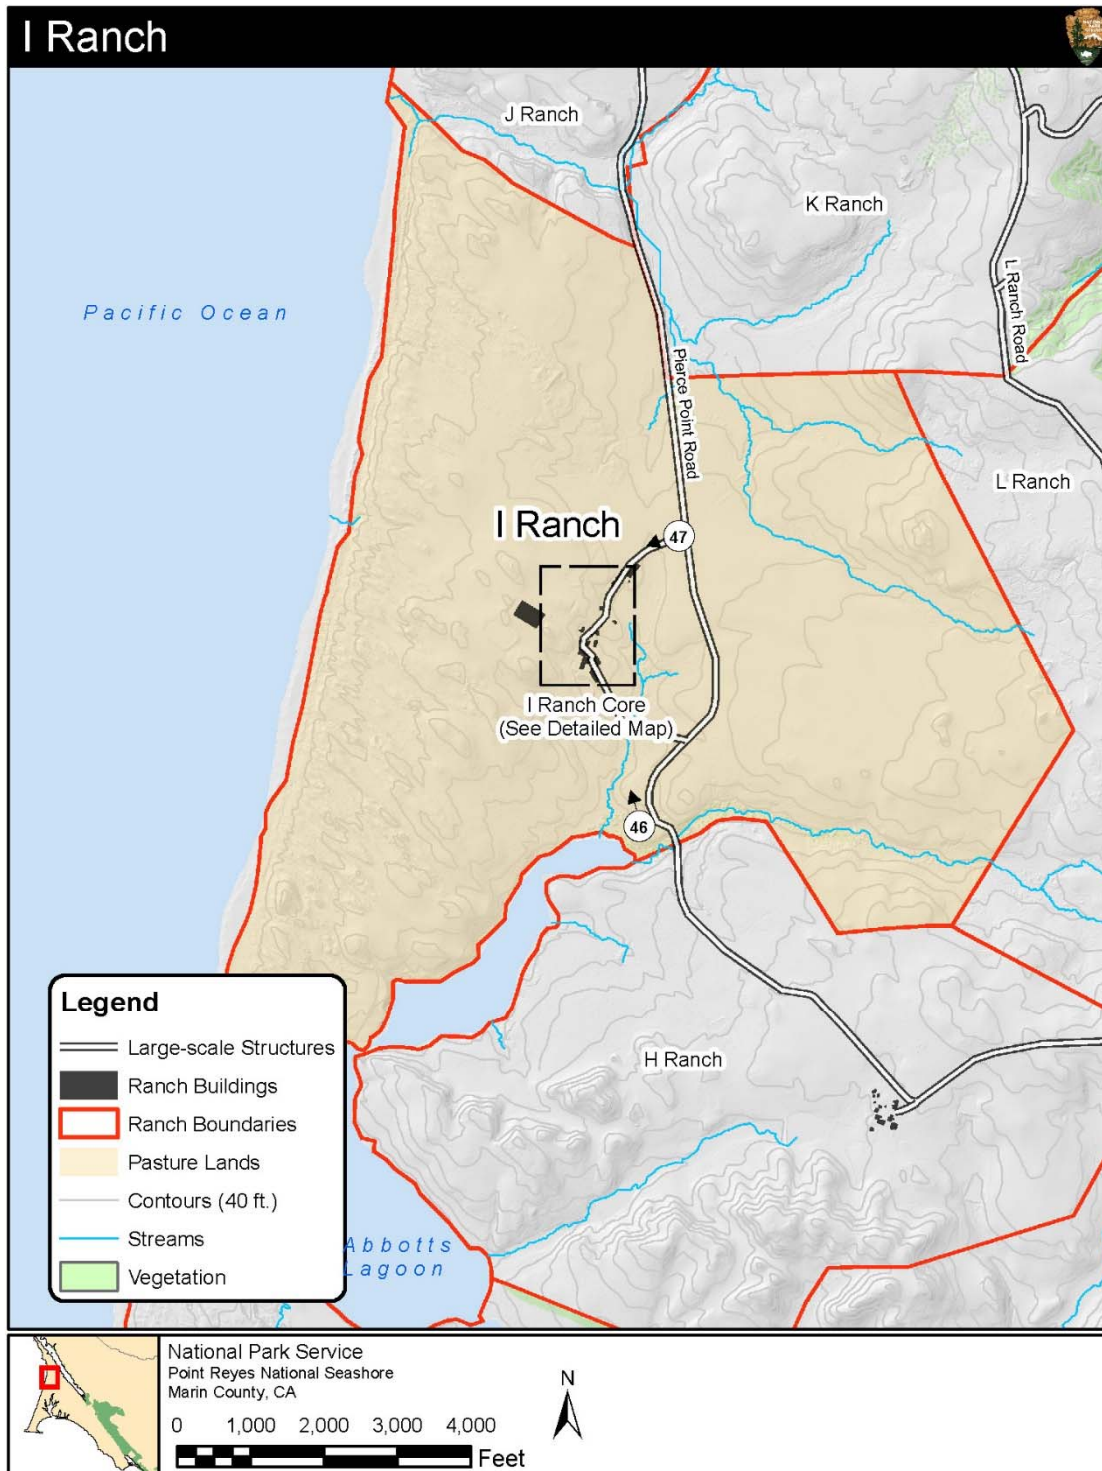 I Ranch
J Ranch
K Ranch
L Ranch Road
Pacific Ocean
Pierce Point Road
L Ranch
I Ranch
47
I Ranch Core
(See Detailed Map)
46
H Ranch
Abbotts
Lagoon
Legend
Large-scale Structures
Ranch Buildings
Ranch Boundaries
Pasture Lands
Contours (40 ft.)
Streams
Vegetation
National Park Service
Point Reyes National Seashore
Marin County, CA
N
0 1,000 2,000 3,000 4,000
Feet